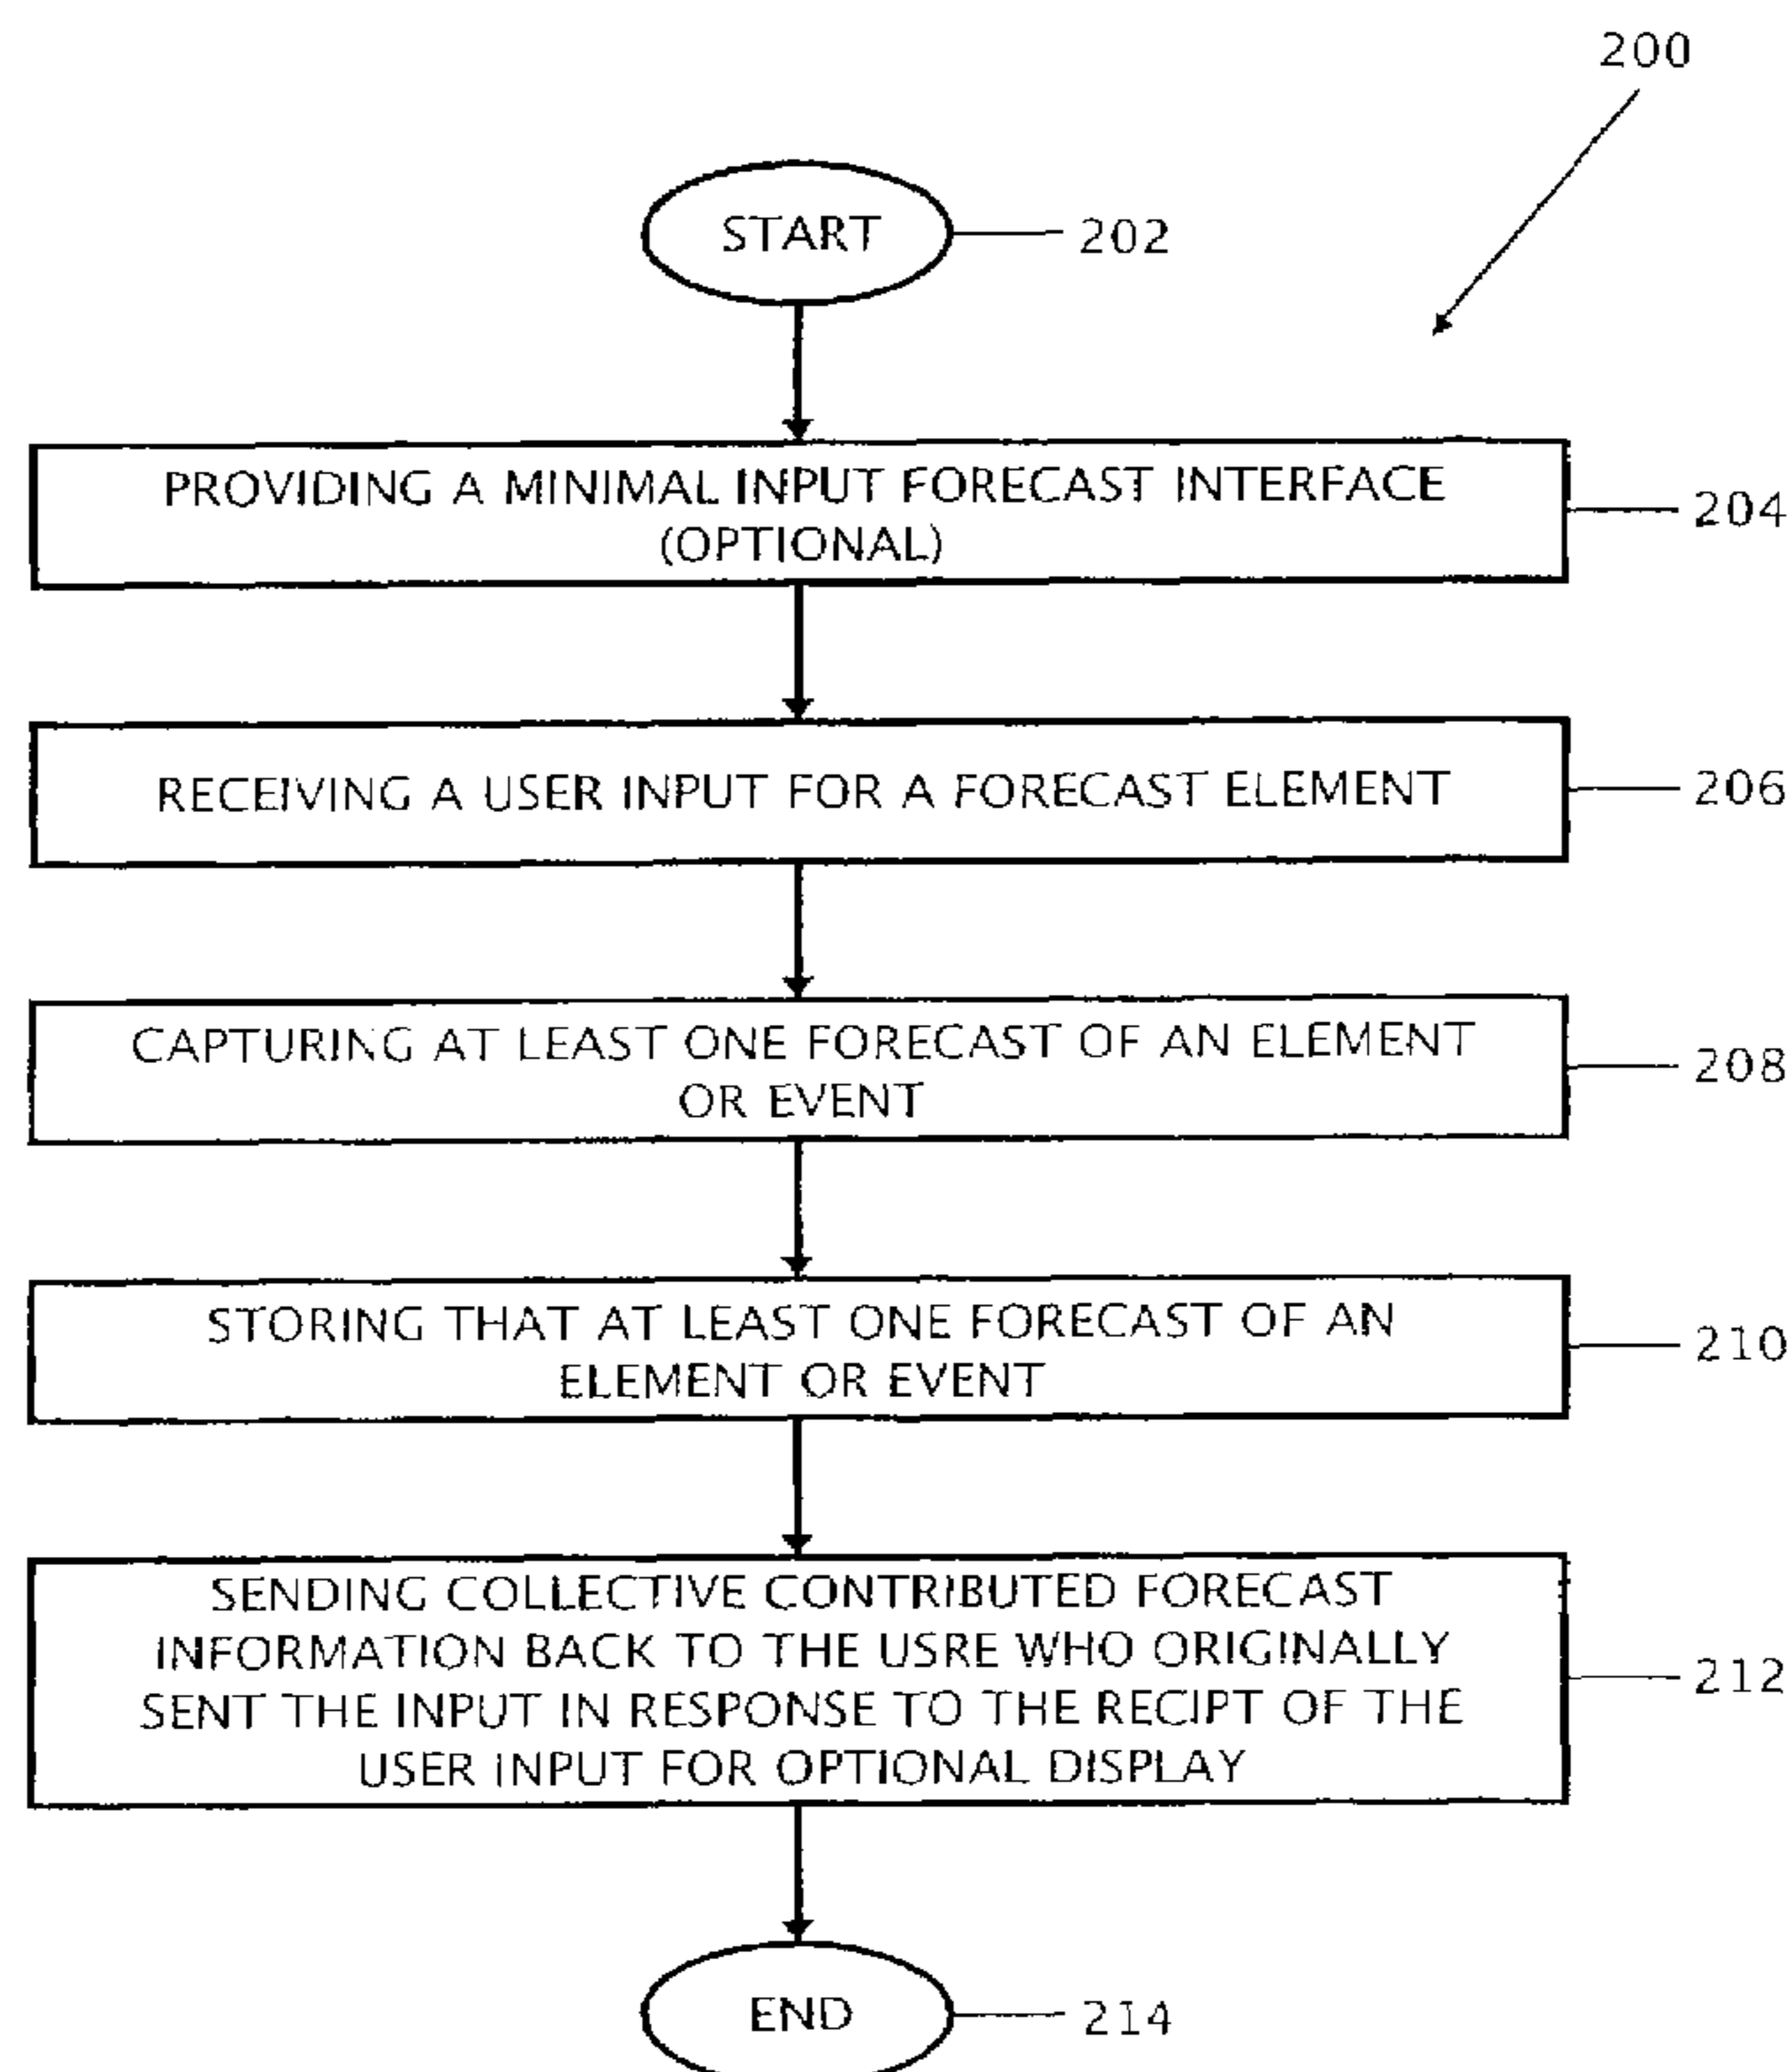 200
START
202
PROVIDING A MINIMAL INPUT FORECAST INTERFACE
(OPTIONAL)
204
RECEIVING A USER INPUT FOR A FORECAST ELEMENT
206
CAPTURING AT LEAST ONE FORECAST OF AN ELEMENT
OR EVENT
208
STORING THAT AT LEAST ONE FORECAST OF AN
ELEMENT OR EVENT
210
SENDING COLLECTIVE CONTRIBUTED FORECAST
INFORMATION BACK TO THE USRE WHO ORIGINALLY
SENT THE INPUT IN RESPONSE TO THE RECIPT OF THE
USER INPUT FOR OPTIONAL DISPLAY
212
END
214